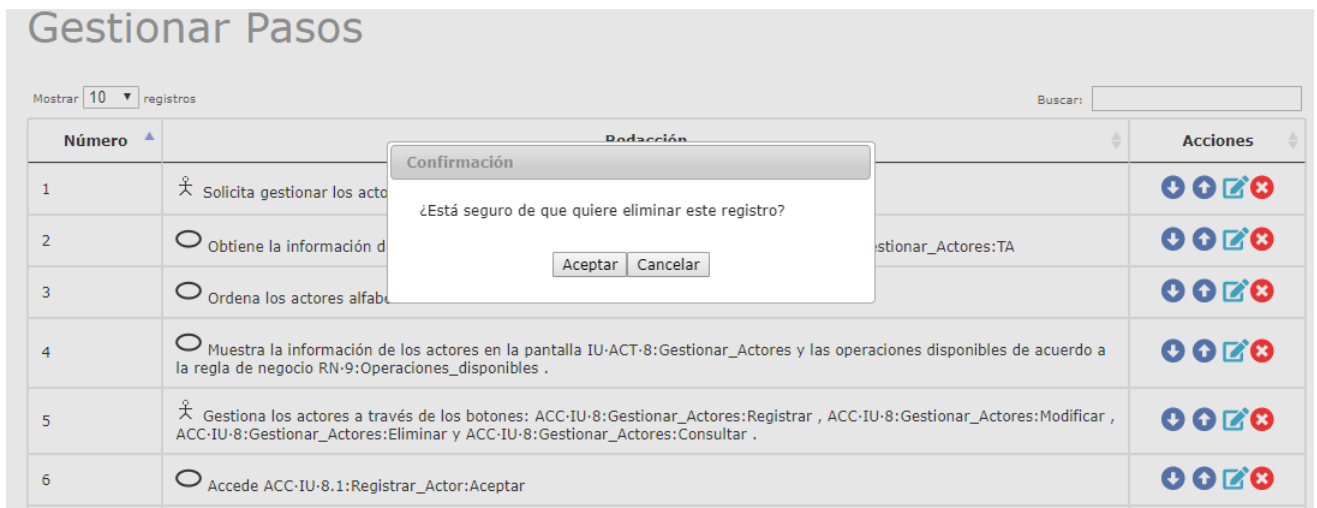 Gestionar Pasos
Mostrar 10 registros
Buscar:
Número Redacción Acciones
Confirmación
¿Está seguro de que quiere eliminar este registro?
Aceptar Cancelar
1 Solicita gestionar los
2 Obtiene la información
3 Ordena los actores
4 Muestra la información de los actores en la pantalla IU·ACT·8:Gestionar_Actores y las operaciones disponibles de acuerdo a
la regla de negocio RN·9:Operaciones_disponibles .
5 Gestiona los actores a través de los botones: ACC·IU·8:Gestionar_Actores:Registrar , ACC·IU·8:Gestionar_Actores:Modificar ,
ACC·IU·8:Gestionar_Actores:Eliminar y ACC·IU·8:Gestionar_Actores:Consultar .
6 Accede ACC·IU·8.1:Registrar_Actor:Aceptar